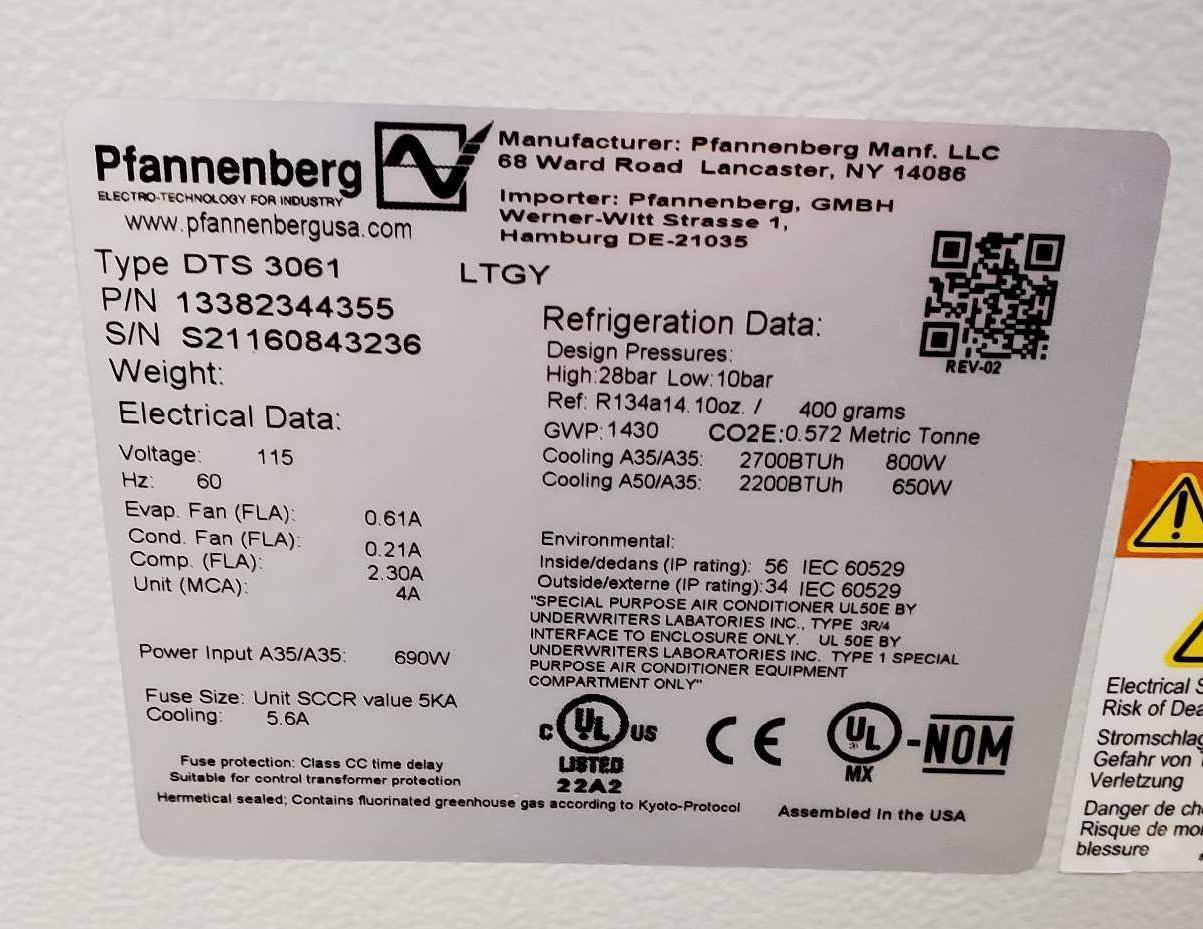 Pfannenberg
ELECTRO-TECHNOLOGY FOR INDUSTRY
www.pfannenbergusa.com
Manufacturer: Pfannenberg Manf. LLC
68 Ward Road Lancaster, NY 14086
Importer: Pfannenberg, GMBH
Werner-Witt Strasse 1,
Hamburg DE-21035
Type DTS 3061 LTGY
P/N 13382344355
S/N S21160843236
Weight:
Electrical Data:
Voltage: 115
Hz: 60
Evap. Fan (FLA): 0.61A
Cond. Fan (FLA): 0.21A
Comp. (FLA): 2.30A
Unit (MCA): 4A
Power Input A35/A35: 690W
Fuse Size: Unit SCCR value 5KA
Cooling: 5.6A
Fuse protection: Class CC time delay
Suitable for control transformer protection
Hermetical sealed; Contains fluorinated greenhouse gas according to Kyoto-Protocol
REV-02
Refrigeration Data:
Design Pressures:
High:28bar Low:10bar
Ref: R134a14.10oz. / 400 grams
GWP:1430 CO2E:0.572 Metric Tonne
Cooling A35/A35: 2700BTUh 800W
Cooling A50/A35: 2200BTUh 650W
Environmental:
Inside/dedans (IP rating): 56 IEC 60529
Outside/externe (IP rating):34 IEC 60529
"SPECIAL PURPOSE AIR CONDITIONER UL50E BY
UNDERWRITERS LABATORIES INC., TYPE 3R/4
INTERFACE TO ENCLOSURE ONLY. UL 50E BY
UNDERWRITERS LABORATORIES INC. TYPE 1 SPECIAL
PURPOSE AIR CONDITIONER EQUIPMENT
COMPARTMENT ONLY"
C UL US
LISTED
22A2
CE
UL
MX
-NOM
Assembled in the USA
Electrical
Risk of
Stromschlag
Gefahr von
Verletzung
Danger de
Risque de
blessure